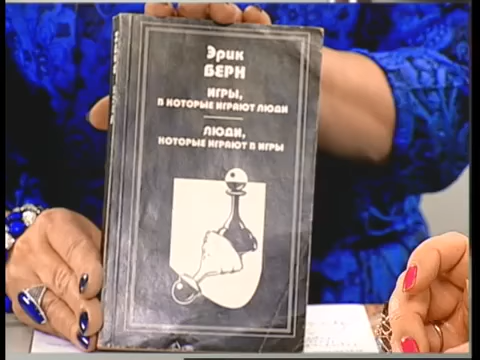 Эрик
БЕРН
ИГРЫ,
В КОТОРЫЕ ИГРАЮТ ЛЮДИ
ЛЮДИ,
КОТОРЫЕ ИГРАЮТ В ИГРЫ